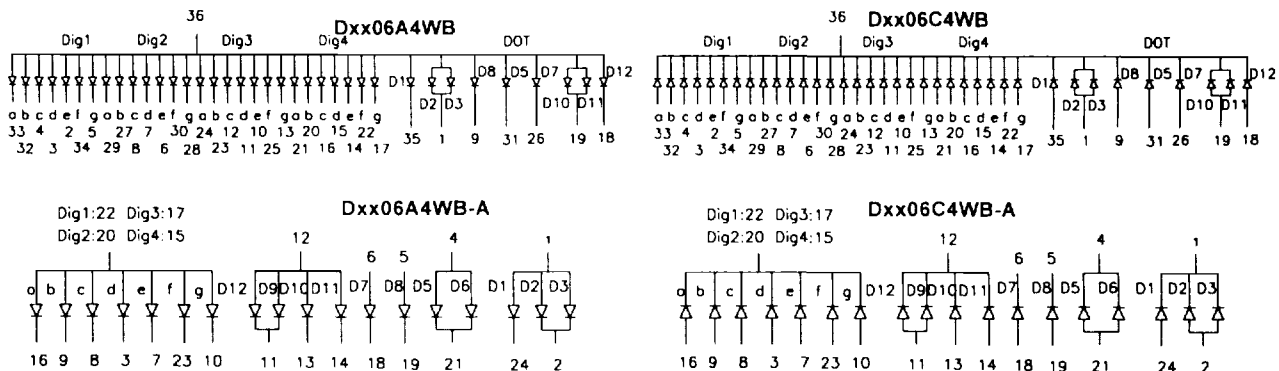 36 Dxx06A4WB
Dig1 Dig2 Dig3 Dig4 DOT
D1 D8 D5 D7 D12
D2 D3 D10 D11
a b c d e f g a b c d e f g a b c d e f g a b c d e f g
33 4 2 5 27 7 30 24 12 10 13 20 15 22 35 1 9 31 26 19 18
32 3 34 29 8 6 28 23 11 25 21 16 14 17
36 Dxx06C4WB
Dig1 Dig2 Dig3 Dig4 DOT
D1 D8 D5 D7 D12
D2 D3 D10 D11
a b c d e f g a b c d e f g a b c d e f g a b c d e f g
33 4 2 5 27 7 30 24 12 10 13 20 15 22 35 1 9 31 26 19 18
32 3 34 29 8 6 28 23 11 25 21 16 14 17
Dxx06A4WB-A
Dig1:22 Dig3:17
Dig2:20 Dig4:15
12 6 5 4 1
a b c d e f g D12 D9 D10 D11 D7 D8 D5 D6 D1 D2 D3
16 9 8 3 7 23 10 11 13 14 18 19 21 24 2
Dxx06C4WB-A
Dig1:22 Dig3:17
Dig2:20 Dig4:15
12 6 5 4 1
a b c d e f g D12 D9 D10 D11 D7 D8 D5 D6 D1 D2 D3
16 9 8 3 7 23 10 11 13 14 18 19 21 24 2